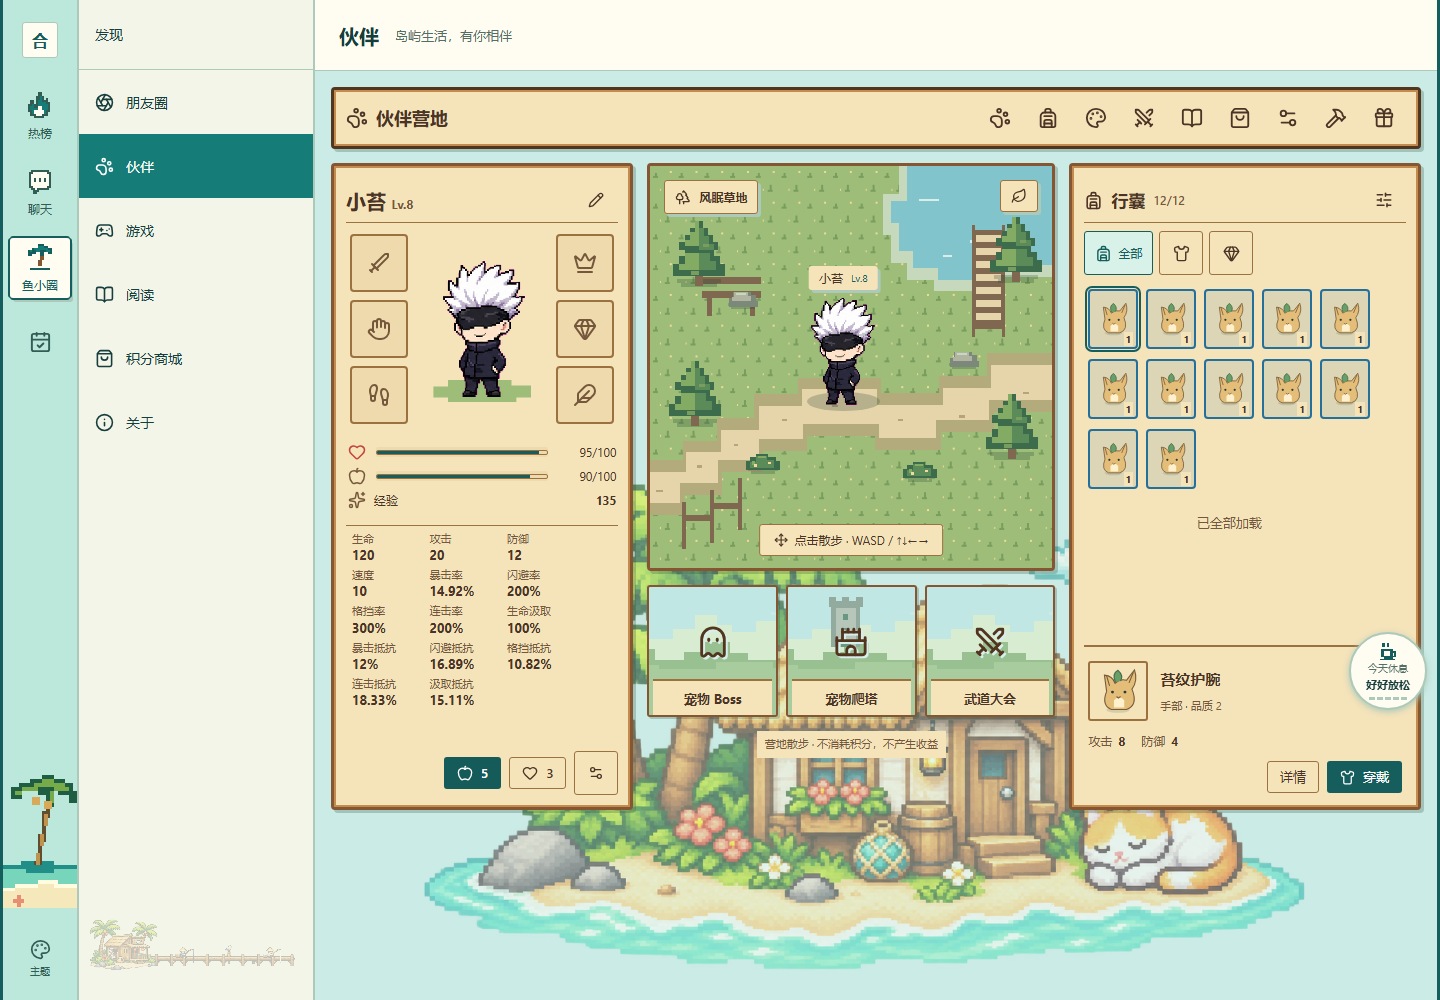 合
热榜
聊天
鱼小圈
主题
发现
朋友圈
伙伴
游戏
阅读
积分商城
关于
伙伴 岛屿生活，有你相伴
伙伴营地
小苔 Lv.8
95/100
90/100
经验 135
生命 攻击 防御
120 20 12
速度 暴击率 闪避率
10 14.92% 200%
格挡率 连击率 生命汲取
300% 200% 100%
暴击抵抗 闪避抵抗 格挡抵抗
12% 16.89% 10.82%
连击抵抗 汲取抵抗
18.33% 15.11%
5 3
风眠草地
小苔 Lv.8
点击散步 · WASD / ↑↓←→
宠物 Boss 宠物爬塔 武道大会
营地散步 · 不消耗积分，不产生收益
行囊 12/12
全部
1 1 1 1 1
1 1 1 1 1
1 1
已全部加载
苔纹护腕
手部 · 品质 2
攻击 8 防御 4
详情 穿戴
今天休息
好好放松